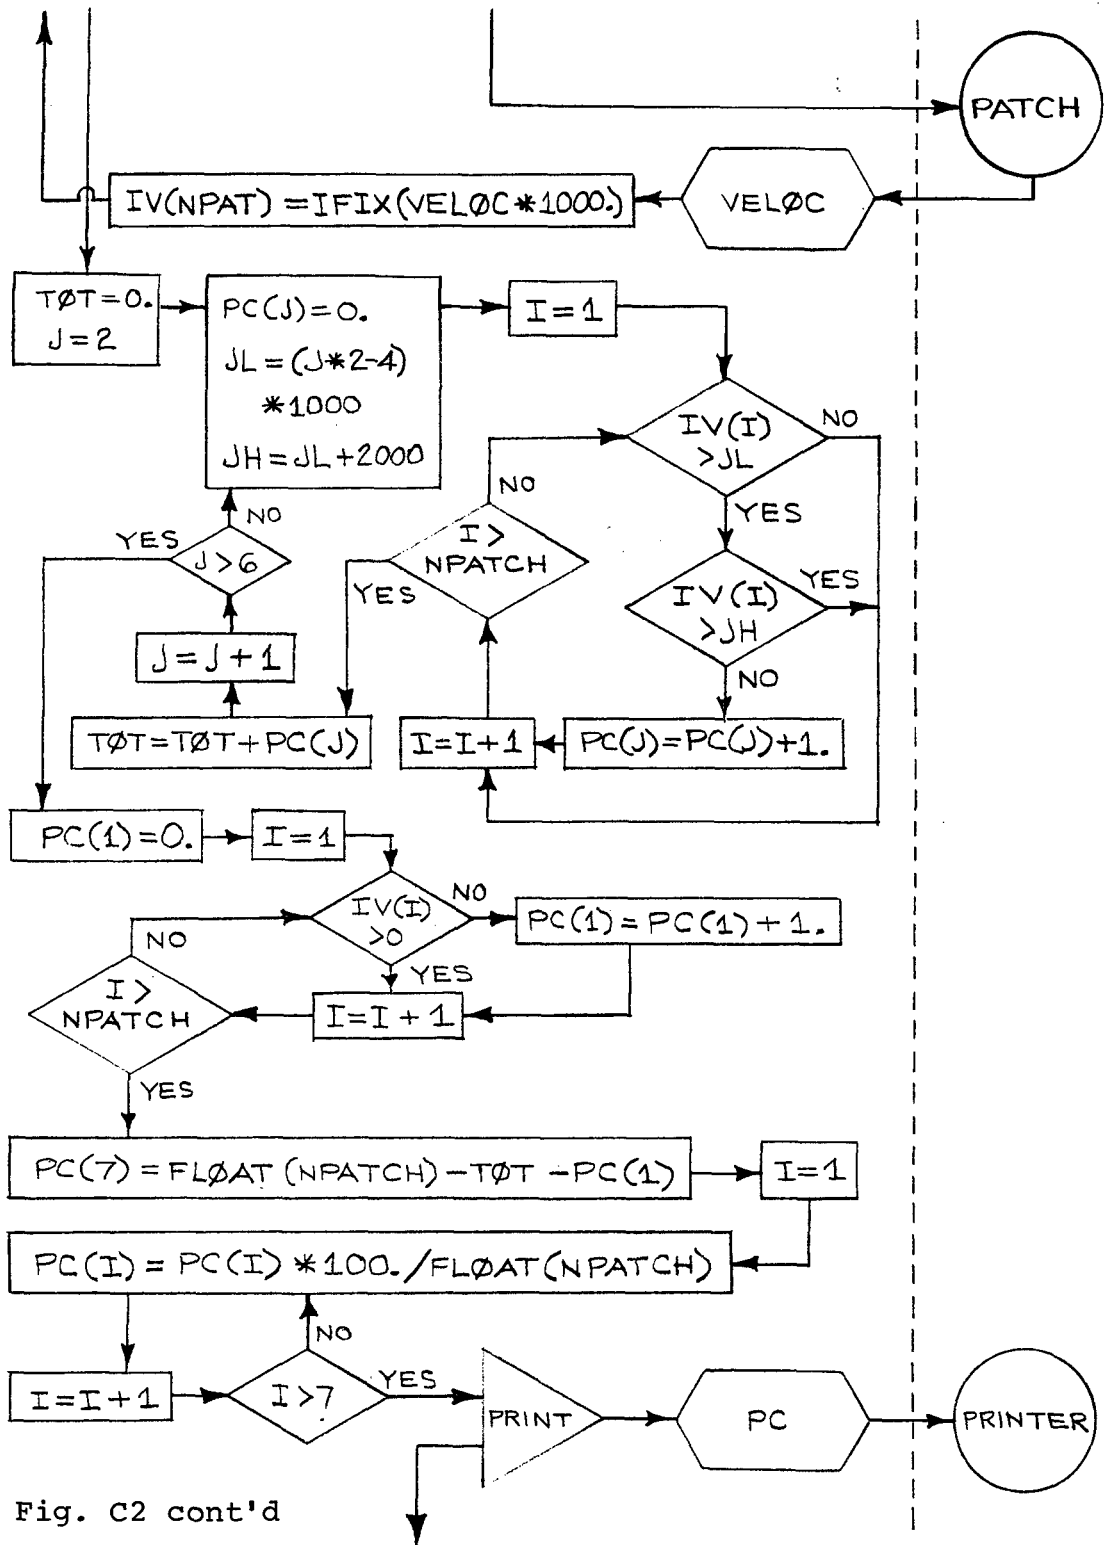 PATCH
IV(NPAT) = IFIX(VELØC*1000.)
VELØC
TØT=0.
J=2
PC(J)=0.
JL=(J*2-4)
*1000
JH=JL+2000
I=1
IV(I)
>JL
NO
YES
IV(I)
>JH
YES
NO
I>
NPATCH
NO
YES
YES
J>6
NO
J=J+1
TØT=TØT+PC(J)
I=I+1
PC(J)=PC(J)+1.
PC(1)=0.
I=1
IV(I)
>0
NO
YES
PC(1)=PC(1)+1.
NO
I>
NPATCH
YES
I=I+1
PC(7)=FLØAT(NPATCH)-TØT-PC(1)
I=1
PC(I)=PC(I)*100./FLØAT(NPATCH)
NO
I=I+1
I>7
YES
PRINT
PC
PRINTER
Fig. C2 cont'd